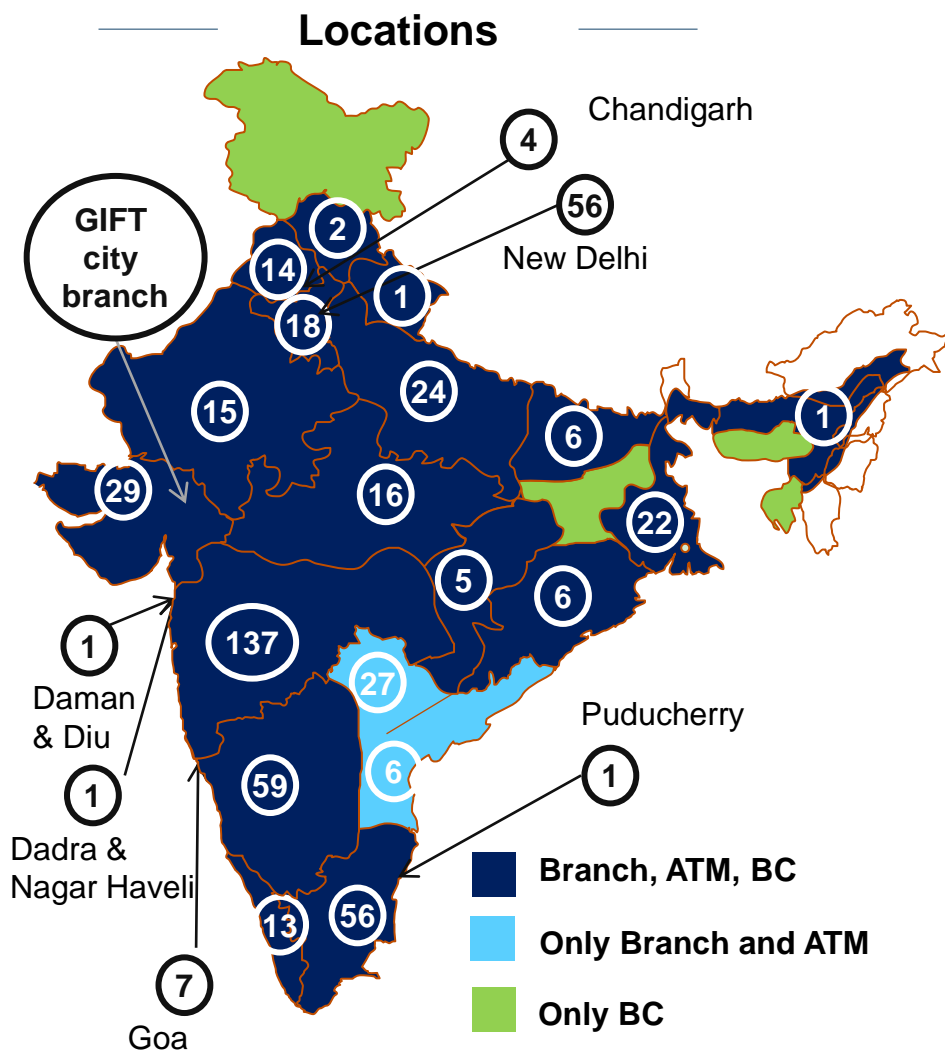 Locations
Chandigarh
4
56
New Delhi
GIFT
city
branch
2
14
1
18
24
15
6
1
29
16
22
5
6
137
1
Daman
& Diu
27
Puducherry
1
6
59
1
Dadra &
Nagar Haveli
13
56
7
Goa
Branch, ATM, BC
Only Branch and ATM
Only BC